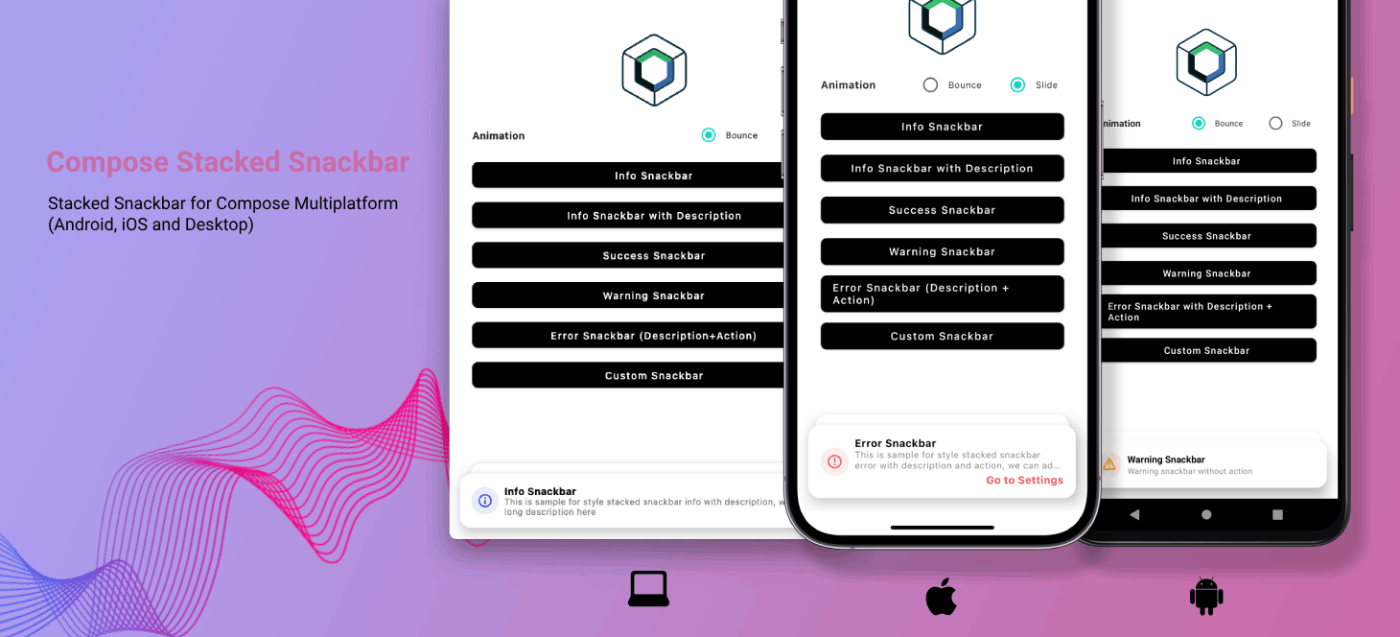 Compose Stacked Snackbar
Stacked Snackbar for Compose Multiplatform
(Android, iOS and Desktop)
Animation
Bounce
Info Snackbar
Info Snackbar with Description
Success Snackbar
Warning Snackbar
Error Snackbar (Description+Action)
Custom Snackbar
Info Snackbar
This is sample for style stacked snackbar info with description, w
long description here
Animation
Bounce
Slide
Info Snackbar
Info Snackbar with Description
Success Snackbar
Warning Snackbar
Error Snackbar (Description +
Action)
Custom Snackbar
Error Snackbar
This is sample for style stacked snackbar
error with description and action, we can ad...
Go to Settings
nimation
Bounce
Slide
Info Snackbar
Info Snackbar with Description
Success Snackbar
Warning Snackbar
Error Snackbar with Description +
Action
Custom Snackbar
Warning Snackbar
Warning snackbar without action